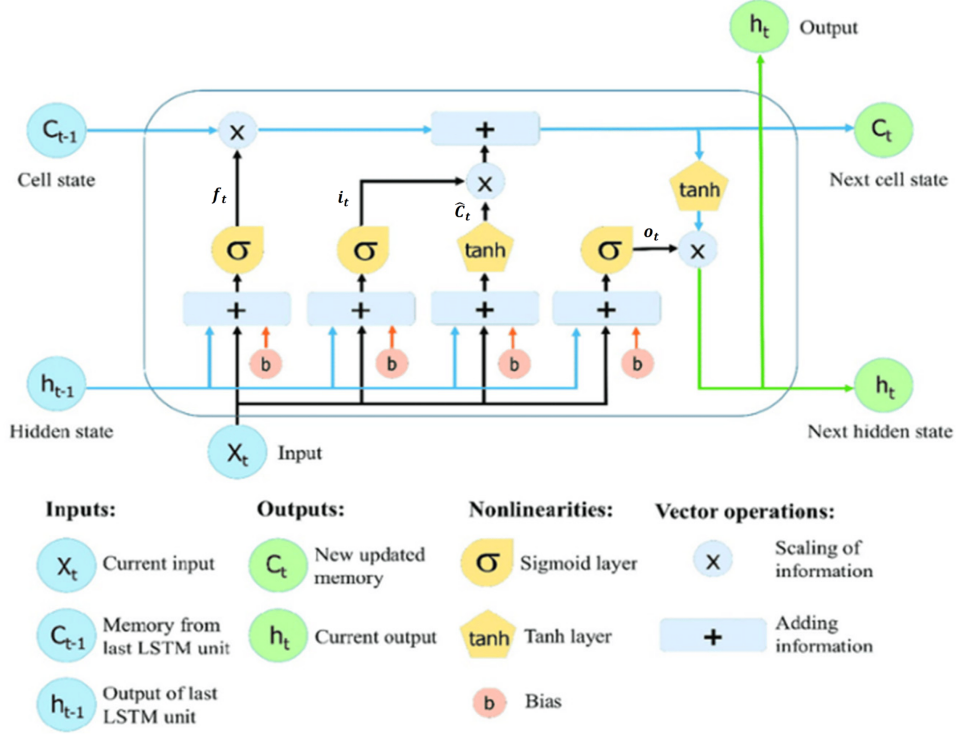 hₜ Output
Cₜ₋₁ x + Cₜ
Cell state
Next cell state
fₜ iₜ x tanh
Ĉₜ
σ σ tanh σ oₜ x
+ + + +
b b b b
hₜ₋₁ hₜ
Hidden state
Next hidden state
Xₜ Input
Inputs: Outputs: Nonlinearities: Vector operations:
Xₜ Current input
Cₜ New updated
memory
σ Sigmoid layer
x Scaling of
information
Cₜ₋₁ Memory from
last LSTM unit
hₜ Current output
tanh Tanh layer
+ Adding
information
hₜ₋₁ Output of last
LSTM unit
b Bias